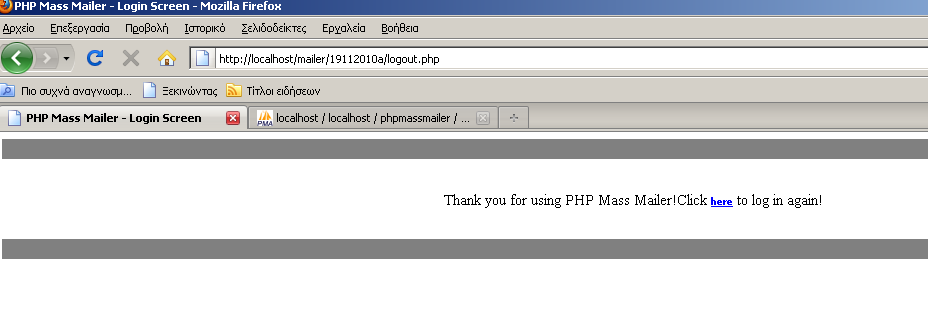 PHP Mass Mailer - Login Screen - Mozilla Firefox
Αρχείο Επεξεργασία Προβολή Ιστορικό Σελιδοδείκτες Εργαλεία Βοήθεια
http://localhost/mailer/19112010a/logout.php
Πιο συχνά αναγνωσμ... Ξεκινώντας Τίτλοι ειδήσεων
PHP Mass Mailer - Login Screen PMA localhost / localhost / phpmassmailer / ...
Thank you for using PHP Mass Mailer!Click here to log in again!